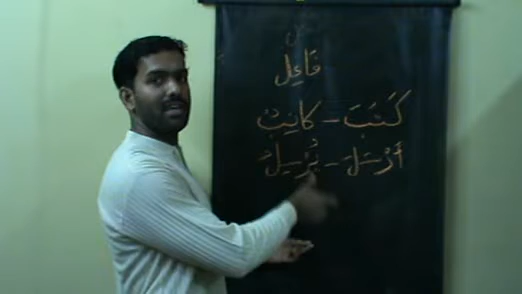 فَاعِل
كَتَبَ - كَاتِبٌ
أَرْسَلَ - مُرْسِلٌ